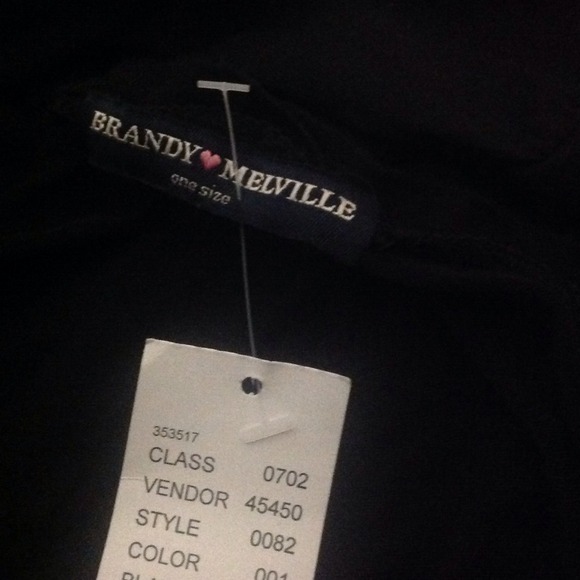 BRANDY MELVILLE
one size
353517
CLASS 0702
VENDOR 45450
STYLE 0082
COLOR 001